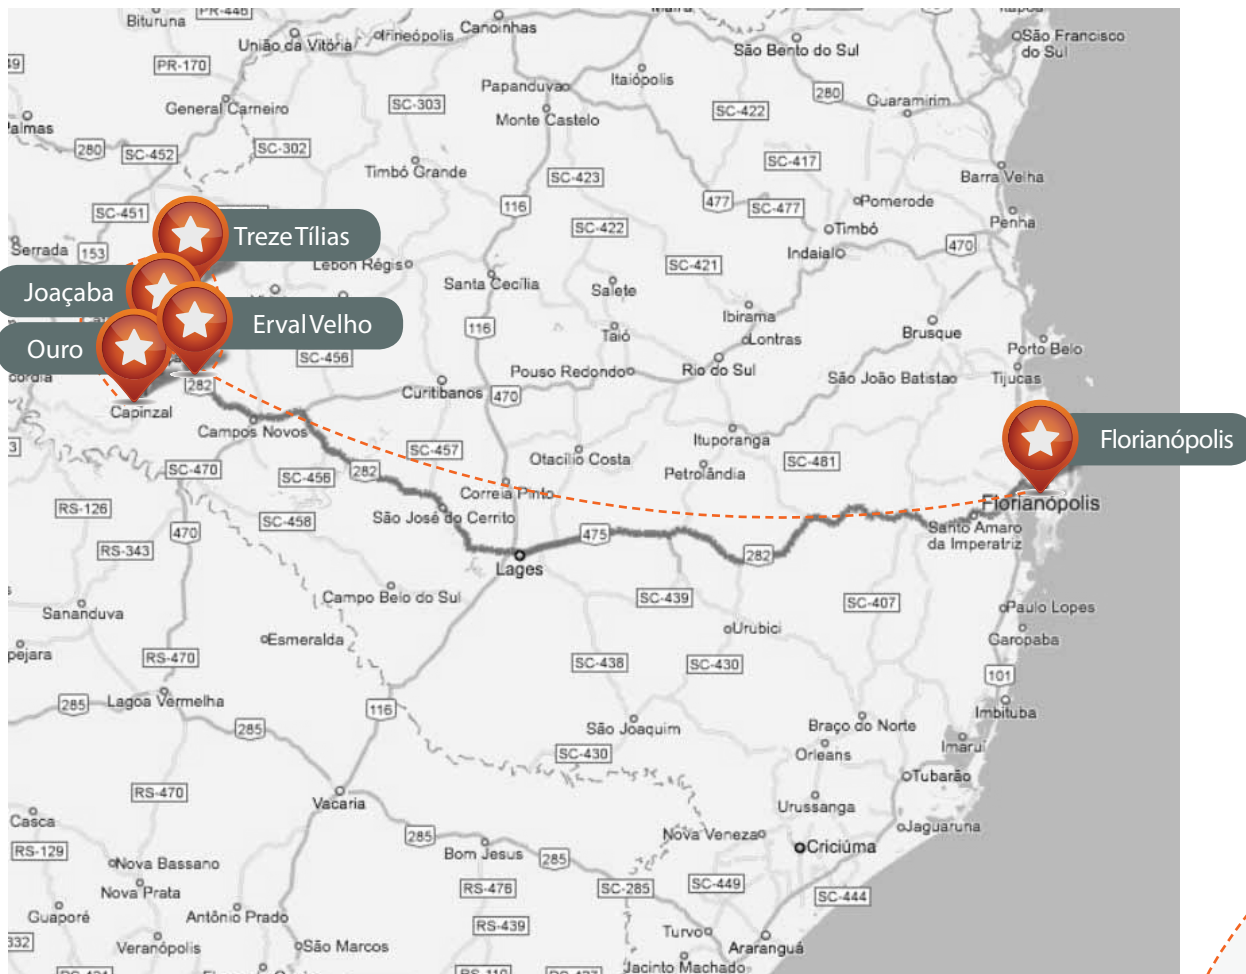 PR-446
Bituruna
União da Vitória
Irineópolis
Canoinhas
São Bento do Sul
São Francisco
do Sul
PR-170
Papanduva
Itaiópolis
280
Guaramirim
General Carneiro
SC-303
Monte Castelo
SC-422
Palmas
280
SC-452
SC-302
Timbó Grande
SC-423
SC-417
Barra Velha
SC-451
116
477
SC-477
Pomerode
Penha
Treze Tílias
SC-422
Timbó
Serrada
153
Lebon Régis
SC-421
Indaial
470
Joaçaba
Santa Cecília
Salete
Erval Velho
116
Taió
Ibirama
Lontras
Brusque
Porto Belo
Ouro
SC-456
Pouso Redondo
Rio do Sul
São João Batista
Tijucas
282
Curitibanos
470
Capinzal
Campos Novos
Ituporanga
Florianópolis
SC-457
Otacílio Costa
Petrolândia
SC-481
SC-470
SC-456
282
Correia Pinto
RS-126
SC-458
São José do Cerrito
Florianópolis
470
475
Santo Amaro
da Imperatriz
RS-343
Lages
282
Campo Belo do Sul
SC-439
SC-407
Sananduva
Paulo Lopes
Esmeralda
Urubici
Garopaba
pejara
RS-470
SC-438
SC-430
101
285
Lagoa Vermelha
116
Imbituba
285
São Joaquim
Braço do Norte
SC-430
Orleans
Imaruí
Tubarão
RS-470
Vacaria
Urussanga
Casca
285
Nova Veneza
Jaguaruna
RS-129
Bom Jesus
285
Criciúma
Nova Bassano
Nova Prata
RS-476
SC-285
SC-449
SC-444
Guaporé
Antônio Prado
RS-439
Turvo
332
Veranópolis
São Marcos
Araranguá
RS-110
Jacinto Machado